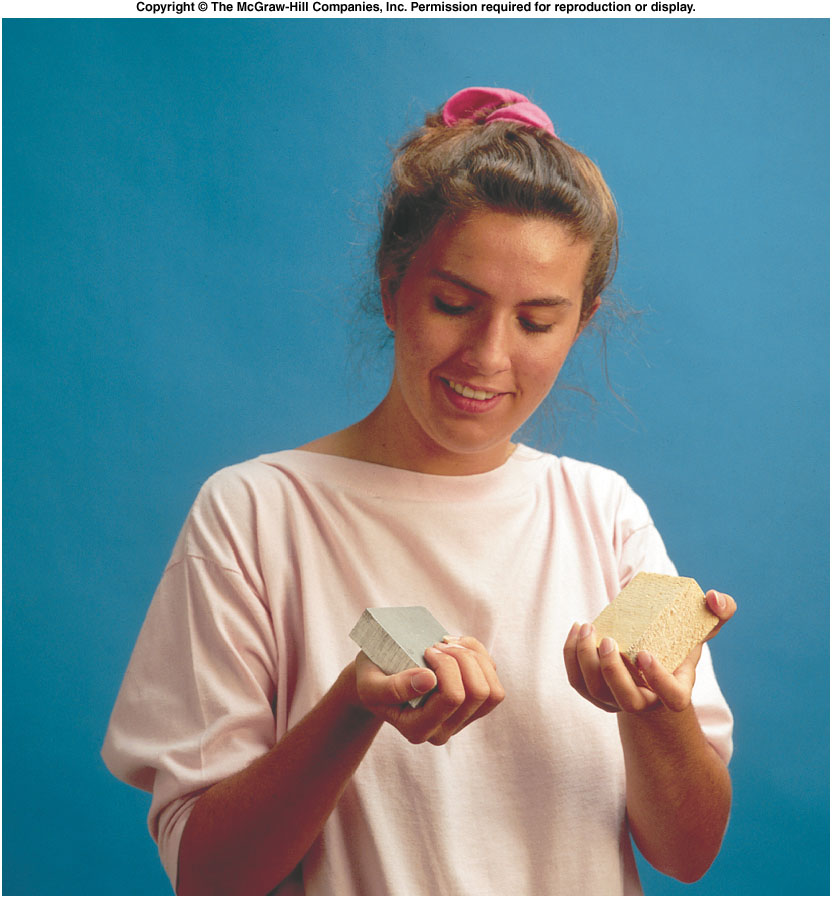 Copyright © The McGraw-Hill Companies, Inc. Permission required for reproduction or display.